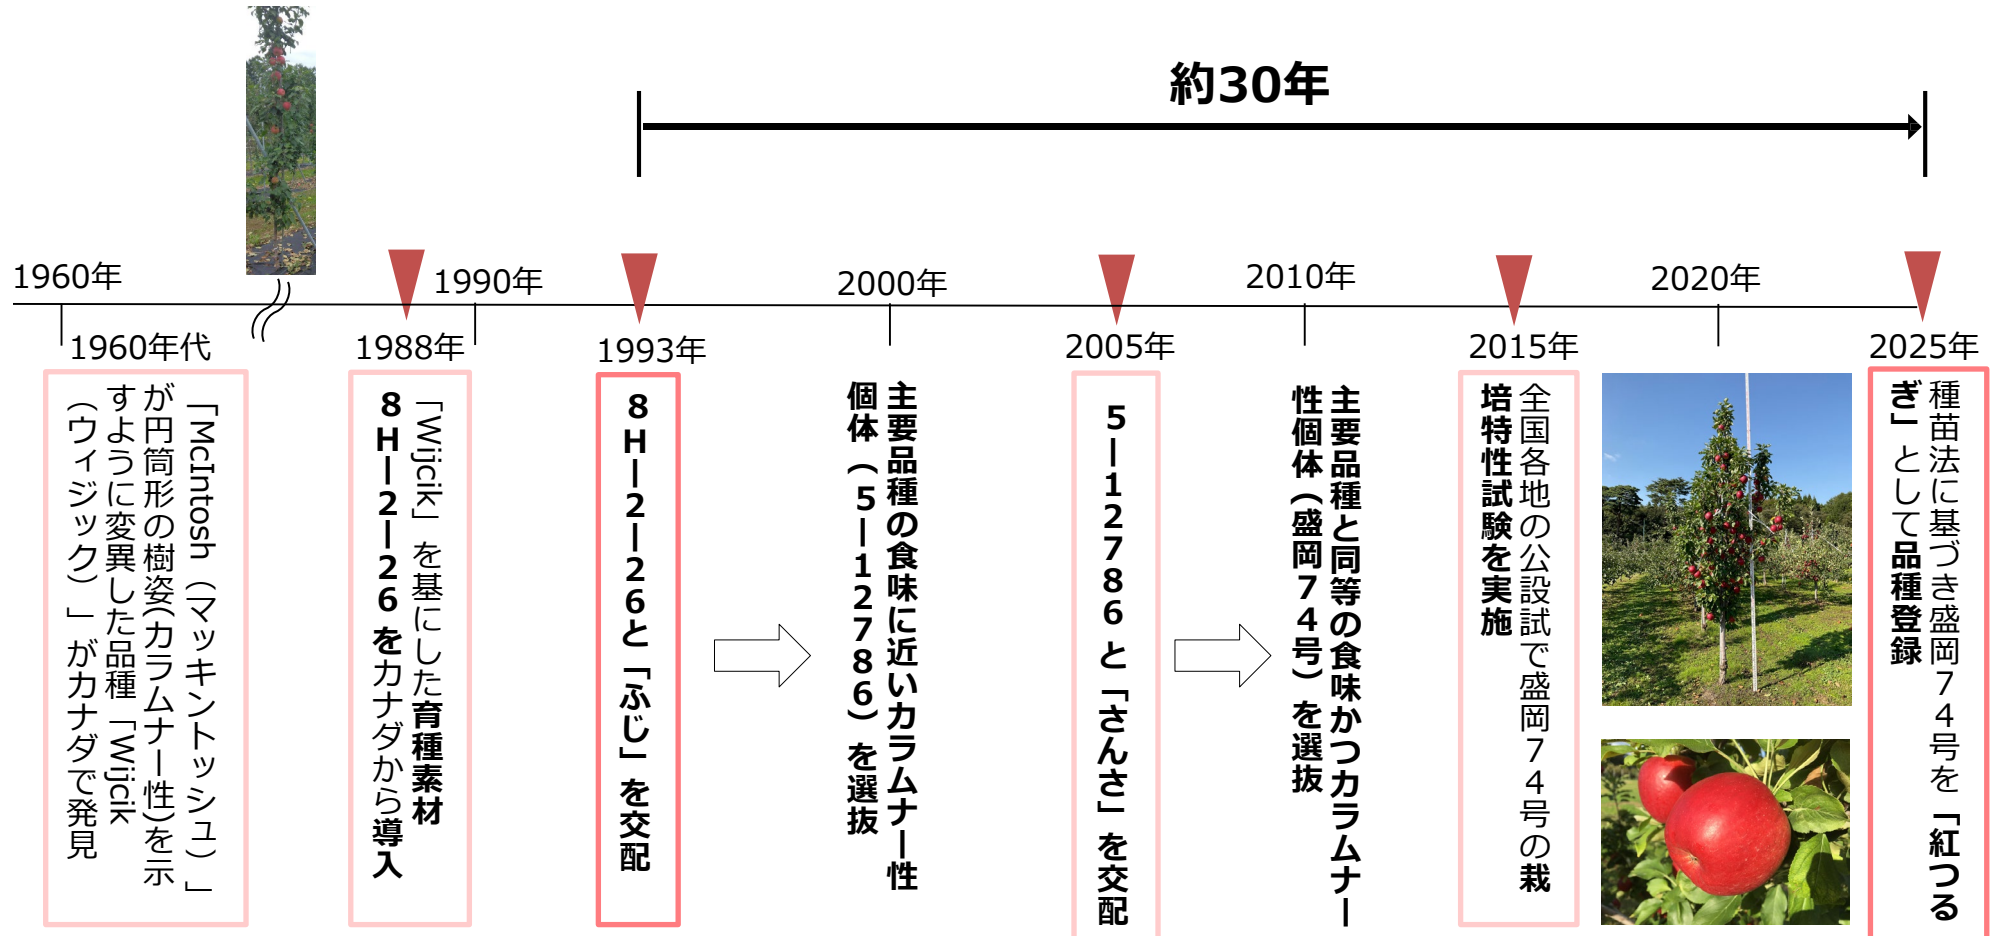 約30年
1960年
1990年
2000年
2010年
2020年
1960年代
「McIntosh（マッキントッシュ）」
が円筒形の樹姿(カラムナー性)を示
すように変異した品種「Wijcik
（ウィジック）」がカナダで発見
1988年
「Wijcik」を基にした育種素材
8H－2－26 をカナダから導入
1993年
8H－2－26と「ふじ」を交配
主要品種の食味に近いカラムナー性
個体（5－12786）を選抜
2005年
5－12786 と「さんさ」を交配
主要品種と同等の食味かつカラムナー
性個体（盛岡74号）を選抜
2015年
全国各地の公設試で盛岡74号の栽
培特性試験を実施
2025年
種苗法に基づき盛岡74号を「紅つる
ぎ」として品種登録